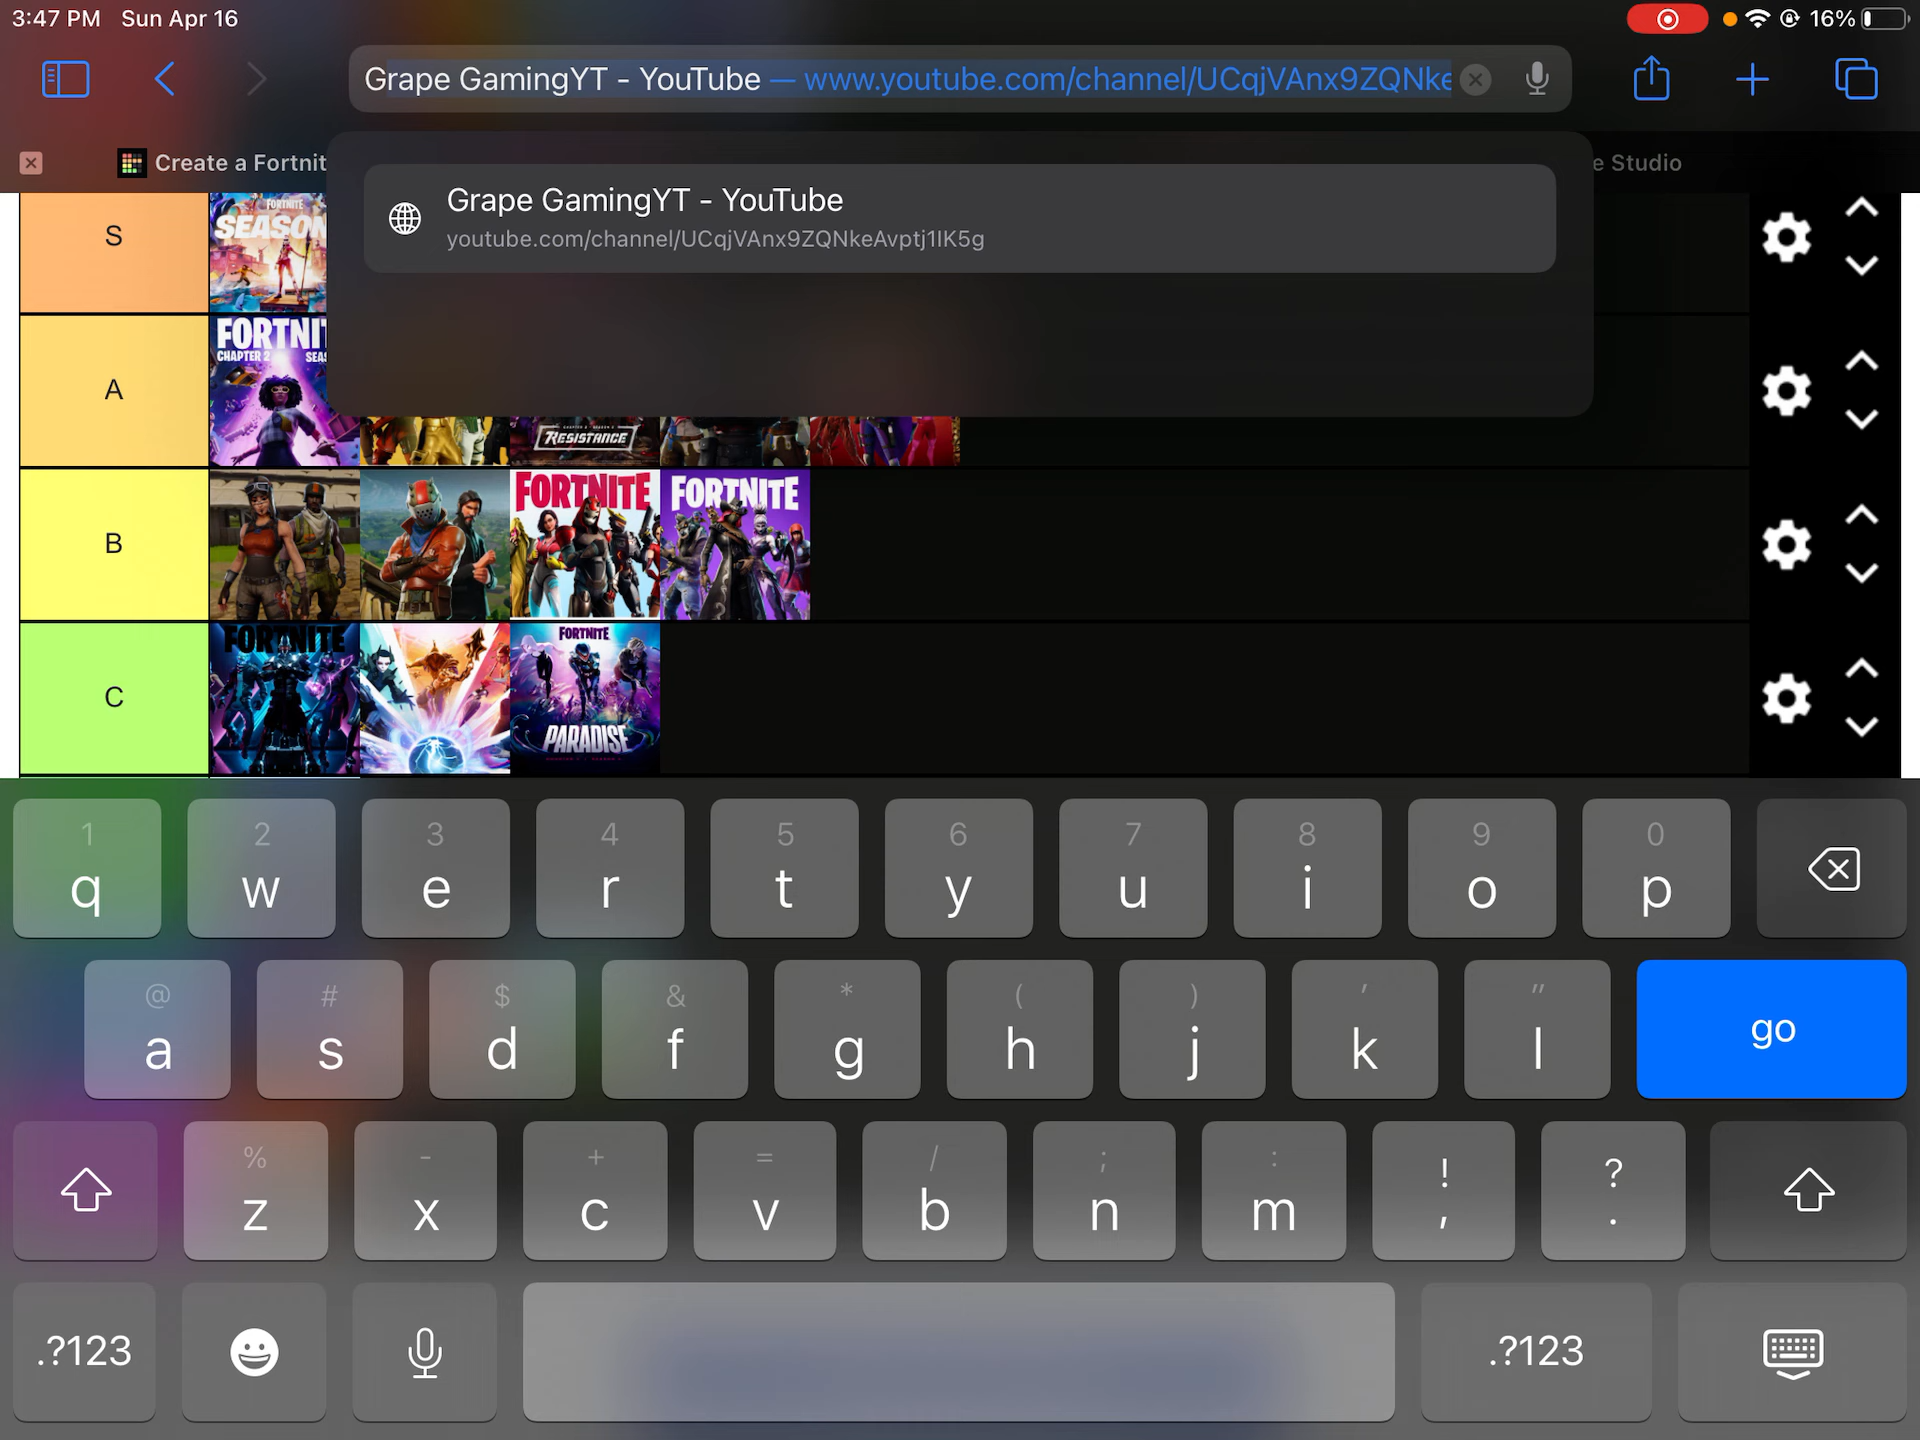 3:47 PM Sun Apr 16
16%
Grape GamingYT - YouTube — www.youtube.com/channel/UCqjVAnx9ZQNke
Create a Fortnit
e Studio
Grape GamingYT - YouTube
youtube.com/channel/UCqjVAnx9ZQNkeAvptj1IK5g
S
FORTNITE
SEASON
A
FORTNIT
CHAPTER 2 SEA
RESISTANCE
B
FORTNITE
FORTNITE
C
FORTNITE
FORTNITE
PARADISE
1 2 3 4 5 6 7 8 9 0
q w e r t y u i o p
@ # $ & * ( ) ' "
a s d f g h j k l go
% - + = / ; : ! ?
z x c v b n m , .
.?123 .?123